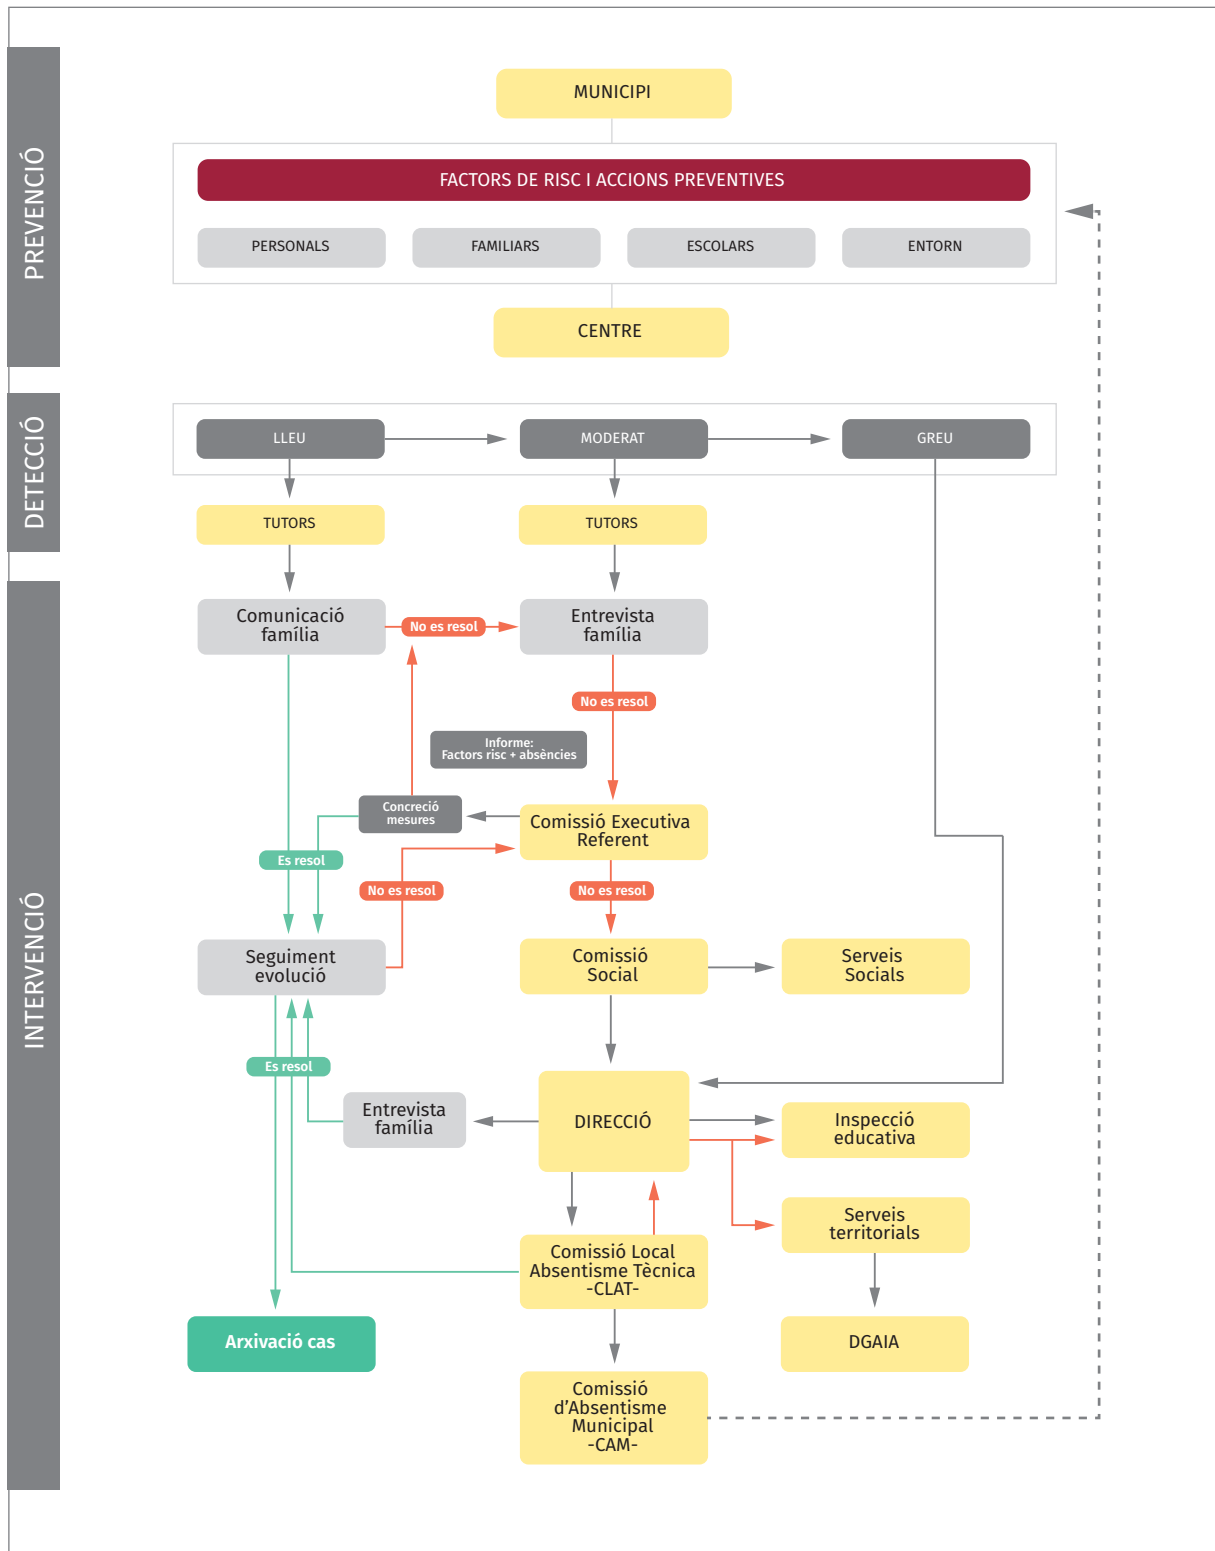 PREVENCIÓ
MUNICIPI
FACTORS DE RISC I ACCIONS PREVENTIVES
PERSONALS
FAMILIARS
ESCOLARS
ENTORN
CENTRE
DETECCIÓ
LLEU
MODERAT
GREU
TUTORS
TUTORS
INTERVENCIÓ
Comunicació
família
No es resol
Entrevista
família
No es resol
Informe:
Factors risc + absències
Concreció
mesures
Comissió Executiva
Referent
Es resol
No es resol
No es resol
Seguiment
evolució
Comissió
Social
Serveis
Socials
Es resol
Entrevista
família
DIRECCIÓ
Inspecció
educativa
Serveis
territorials
Comissió Local
Absentisme Tècnica
-CLAT-
Arxivació cas
DGAIA
Comissió
d’Absentisme
Municipal
-CAM-